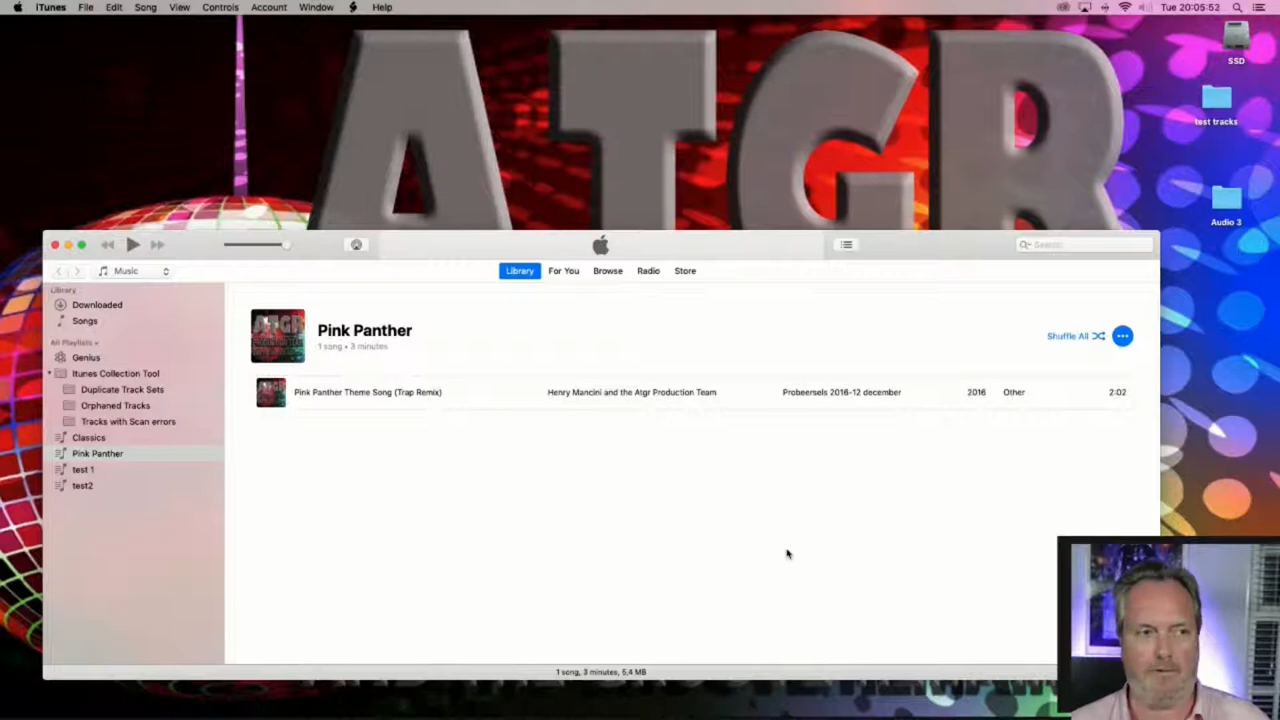 iTunes File Edit Song View Controls Account Window Help Tue 20:05:52
ATGR
SSD
test tracks
Audio 3
Search
Music
Library For You Browse Radio Store
Library
Downloaded
Songs
All Playlists
Genius
Itunes Collection Tool
Duplicate Track Sets
Orphaned Tracks
Tracks with Scan errors
Classics
Pink Panther
test 1
test2
Pink Panther
1 song • 3 minutes
Shuffle All
Pink Panther Theme Song (Trap Remix) Henry Mancini and the Atgr Production Team Probeersels 2016-12 december 2016 Other 2:02
1 song, 3 minutes, 5,4 MB